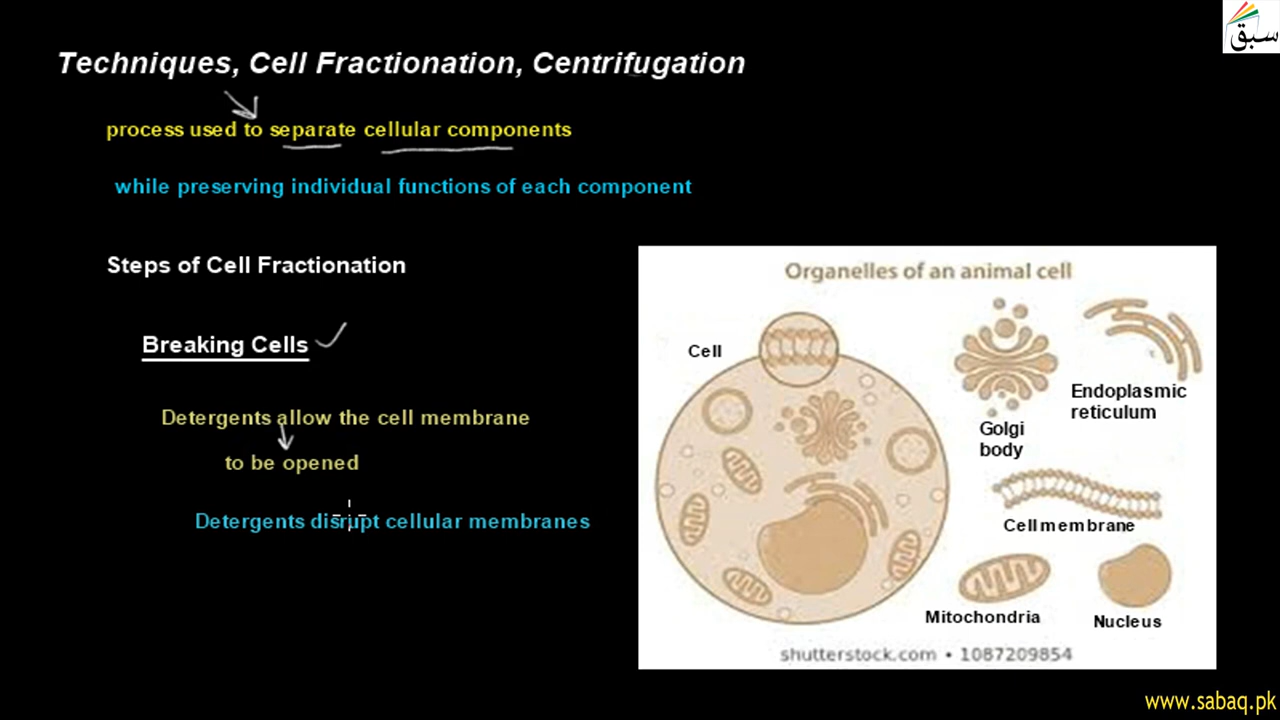 سبق
Techniques, Cell Fractionation, Centrifugation
process used to separate cellular components
while preserving individual functions of each component
Steps of Cell Fractionation
Breaking Cells
Detergents allow the cell membrane
to be opened
Detergents disrupt cellular membranes
Organelles of an animal cell
Cell
Golgi
body
Endoplasmic
reticulum
Cell membrane
Mitochondria
Nucleus
shutterstock.com • 1087209854
www.sabaq.pk